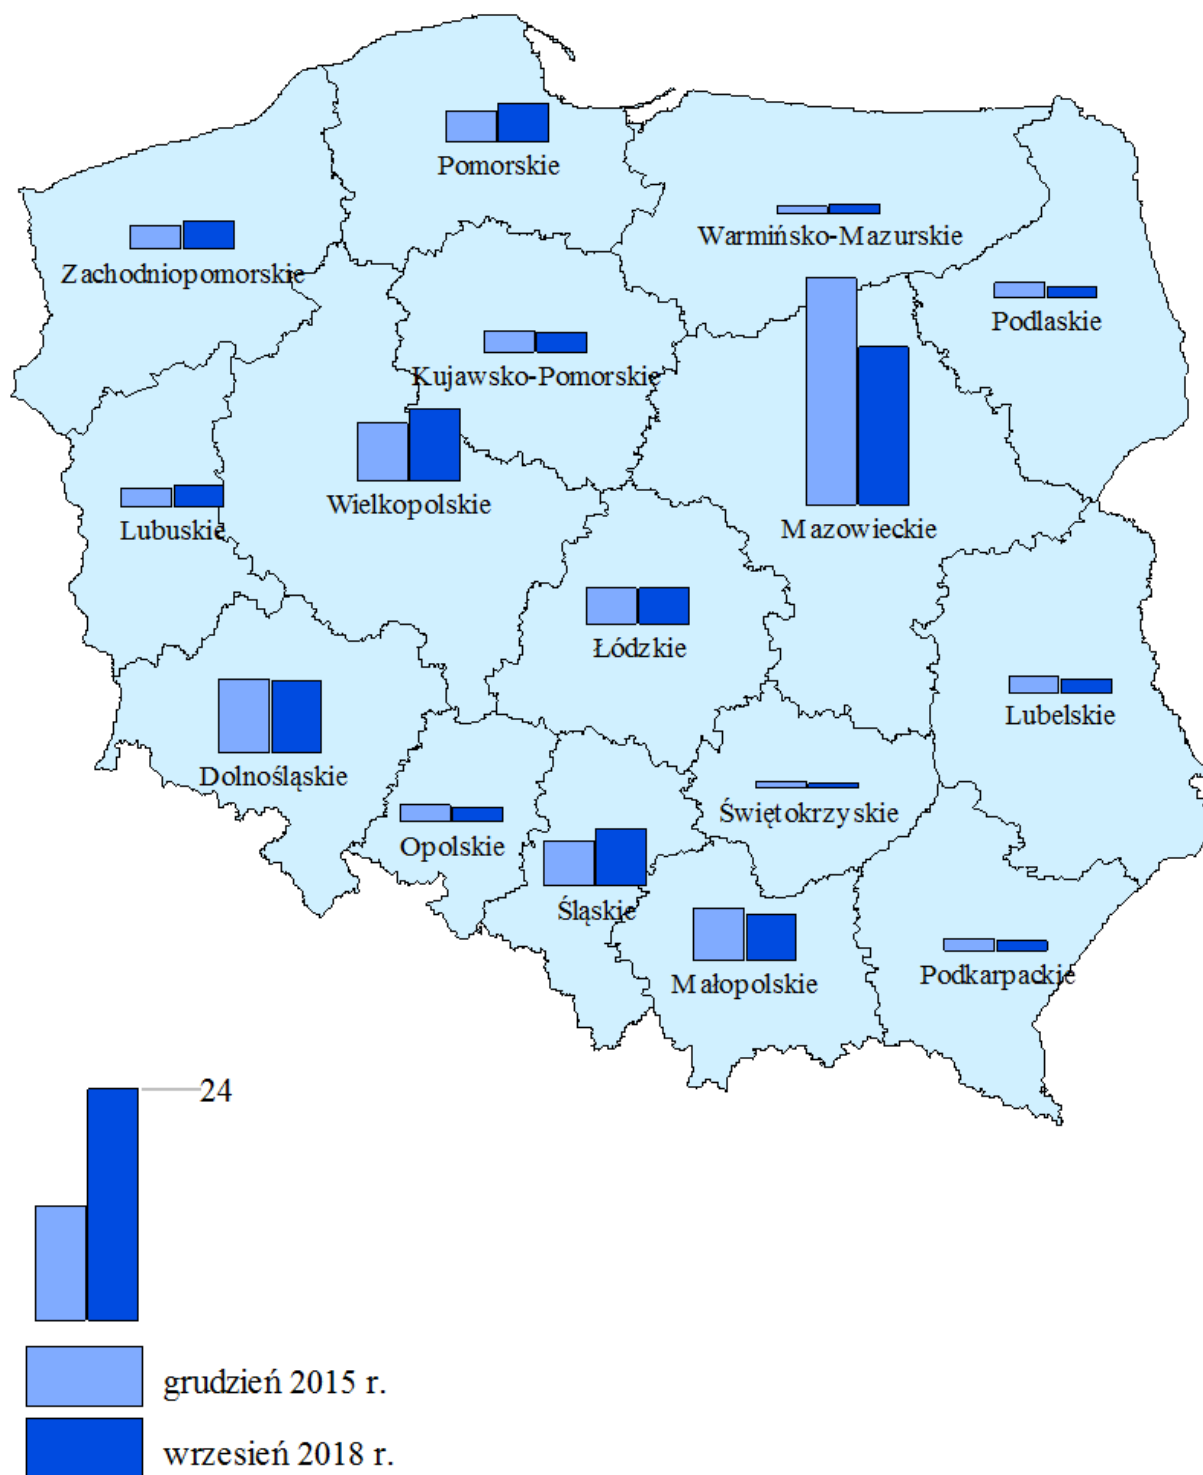 Pomorskie
Warmińsko-Mazurskie
Zachodniopomorskie
Podlaskie
Kujawsko-Pomorskie
Wielkopolskie
Mazowieckie
Lubuskie
Łódzkie
Lubelskie
Dolnośląskie
Świętokrzyskie
Opolskie
Śląskie
Podkarpackie
Małopolskie
24
grudzień 2015 r.
wrzesień 2018 r.